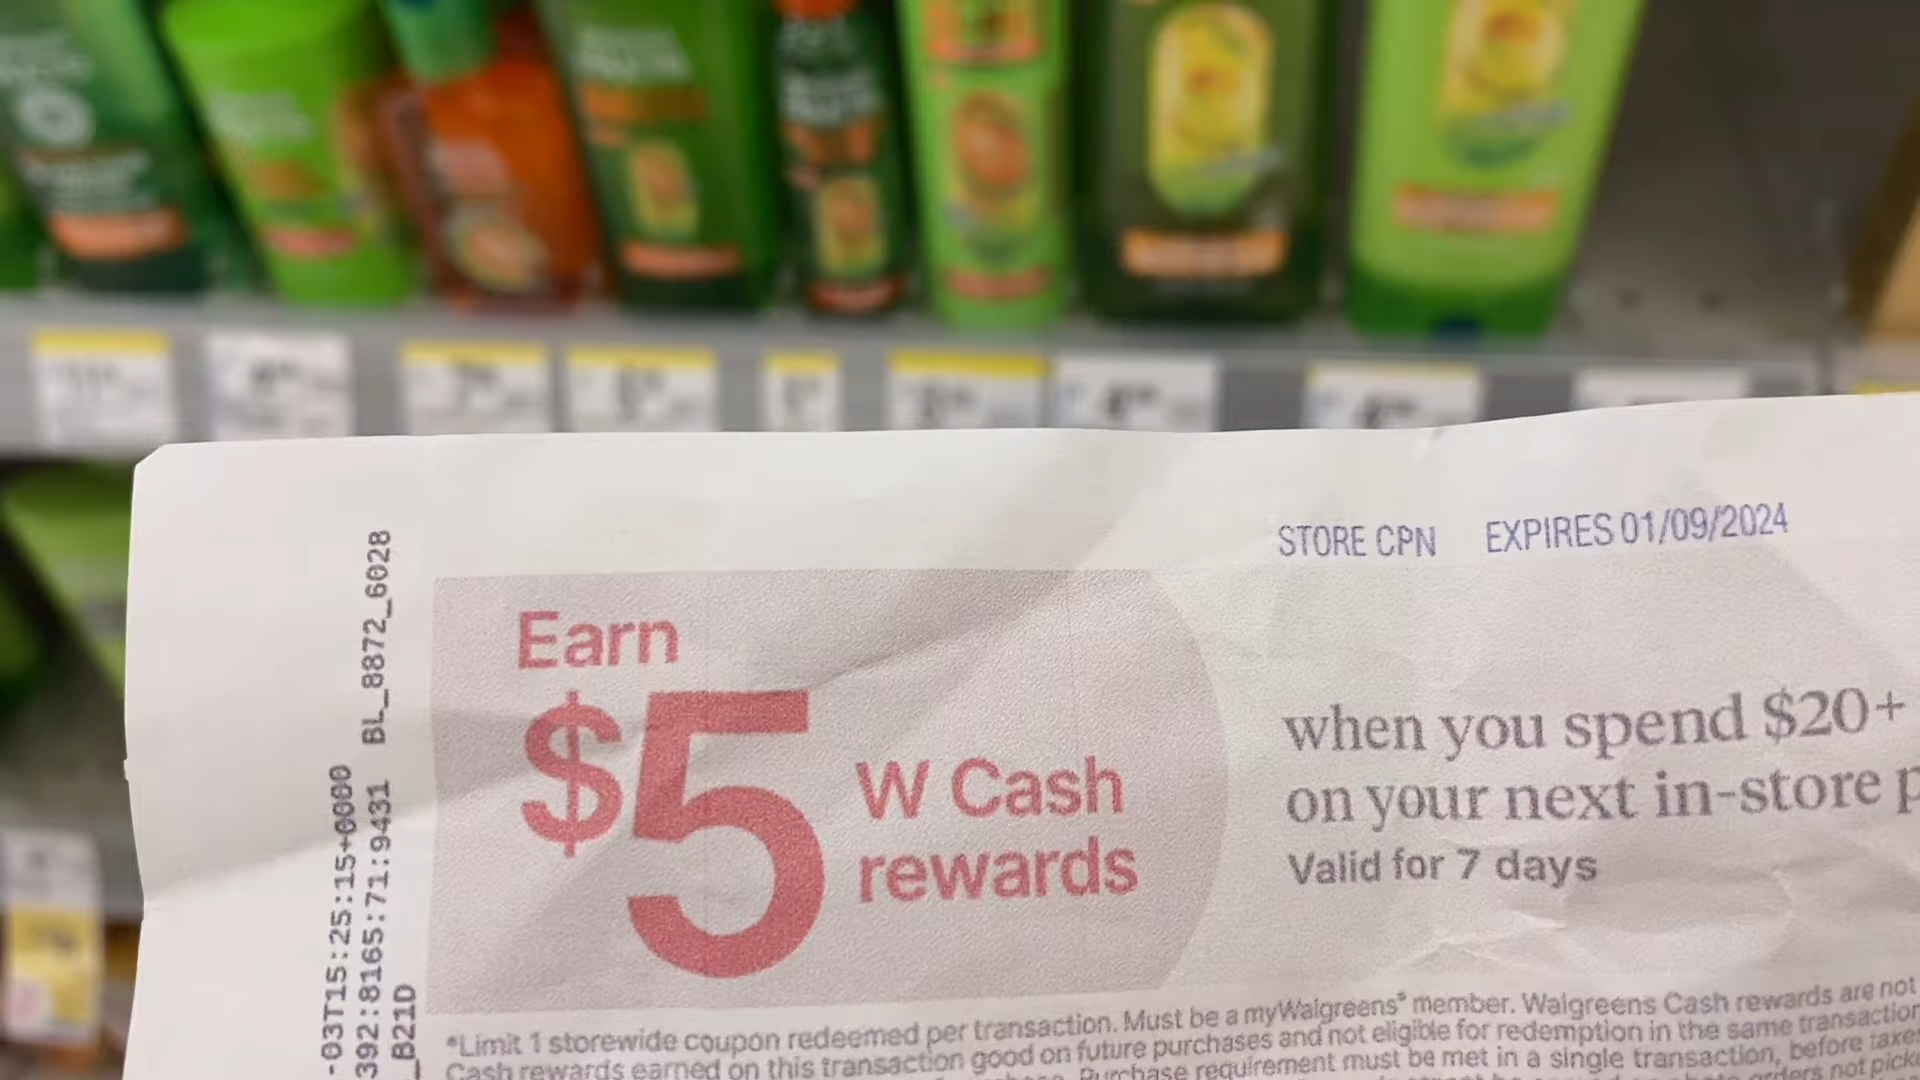 STORE CPN EXPIRES 01/09/2024
Earn
$5 W Cash
rewards
when you spend $20+
on your next in-store p
Valid for 7 days
*Limit 1 storewide coupon redeemed per transaction. Must be a myWalgreens® member. Walgreens Cash rewards are not
Cash rewards earned on this transaction good on future purchases and not eligible for redemption in the same transaction
Purchase requirement must be met in a single transaction, before taxes
orders not pick
-03T15:25:15+0000
392:8165:71:9431 BL_8872_6028
_B21D